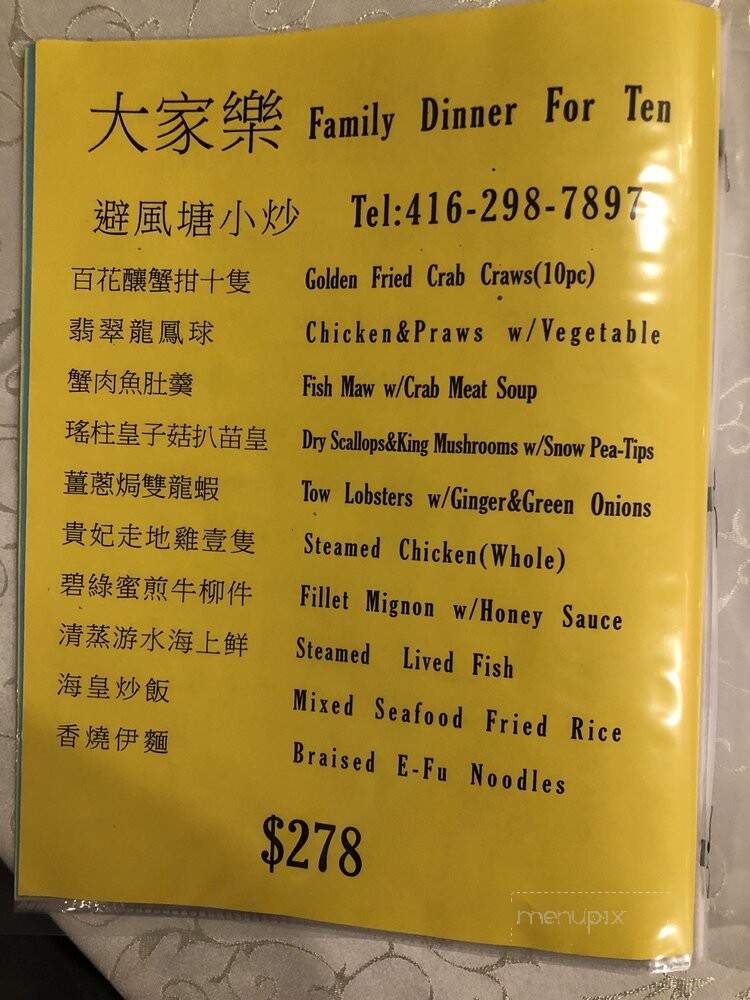 大家樂 Family Dinner For Ten
避風塘小炒 Tel:416-298-7897
百花釀蟹拑十隻 Golden Fried Crab Craws(10pc)
翡翠龍鳳球 Chicken&Praws w/Vegetable
蟹肉魚肚羹 Fish Maw w/Crab Meat Soup
瑤柱皇子菇扒苗皇 Dry Scallops&King Mushrooms w/Snow Pea-Tips
薑蔥焗雙龍蝦 Tow Lobsters w/Ginger&Green Onions
貴妃走地雞壹隻 Steamed Chicken(Whole)
碧綠蜜煎牛柳件 Fillet Mignon w/Honey Sauce
清蒸游水海上鮮 Steamed Lived Fish
海皇炒飯 Mixed Seafood Fried Rice
香燒伊麵 Braised E-Fu Noodles
$278
menupix